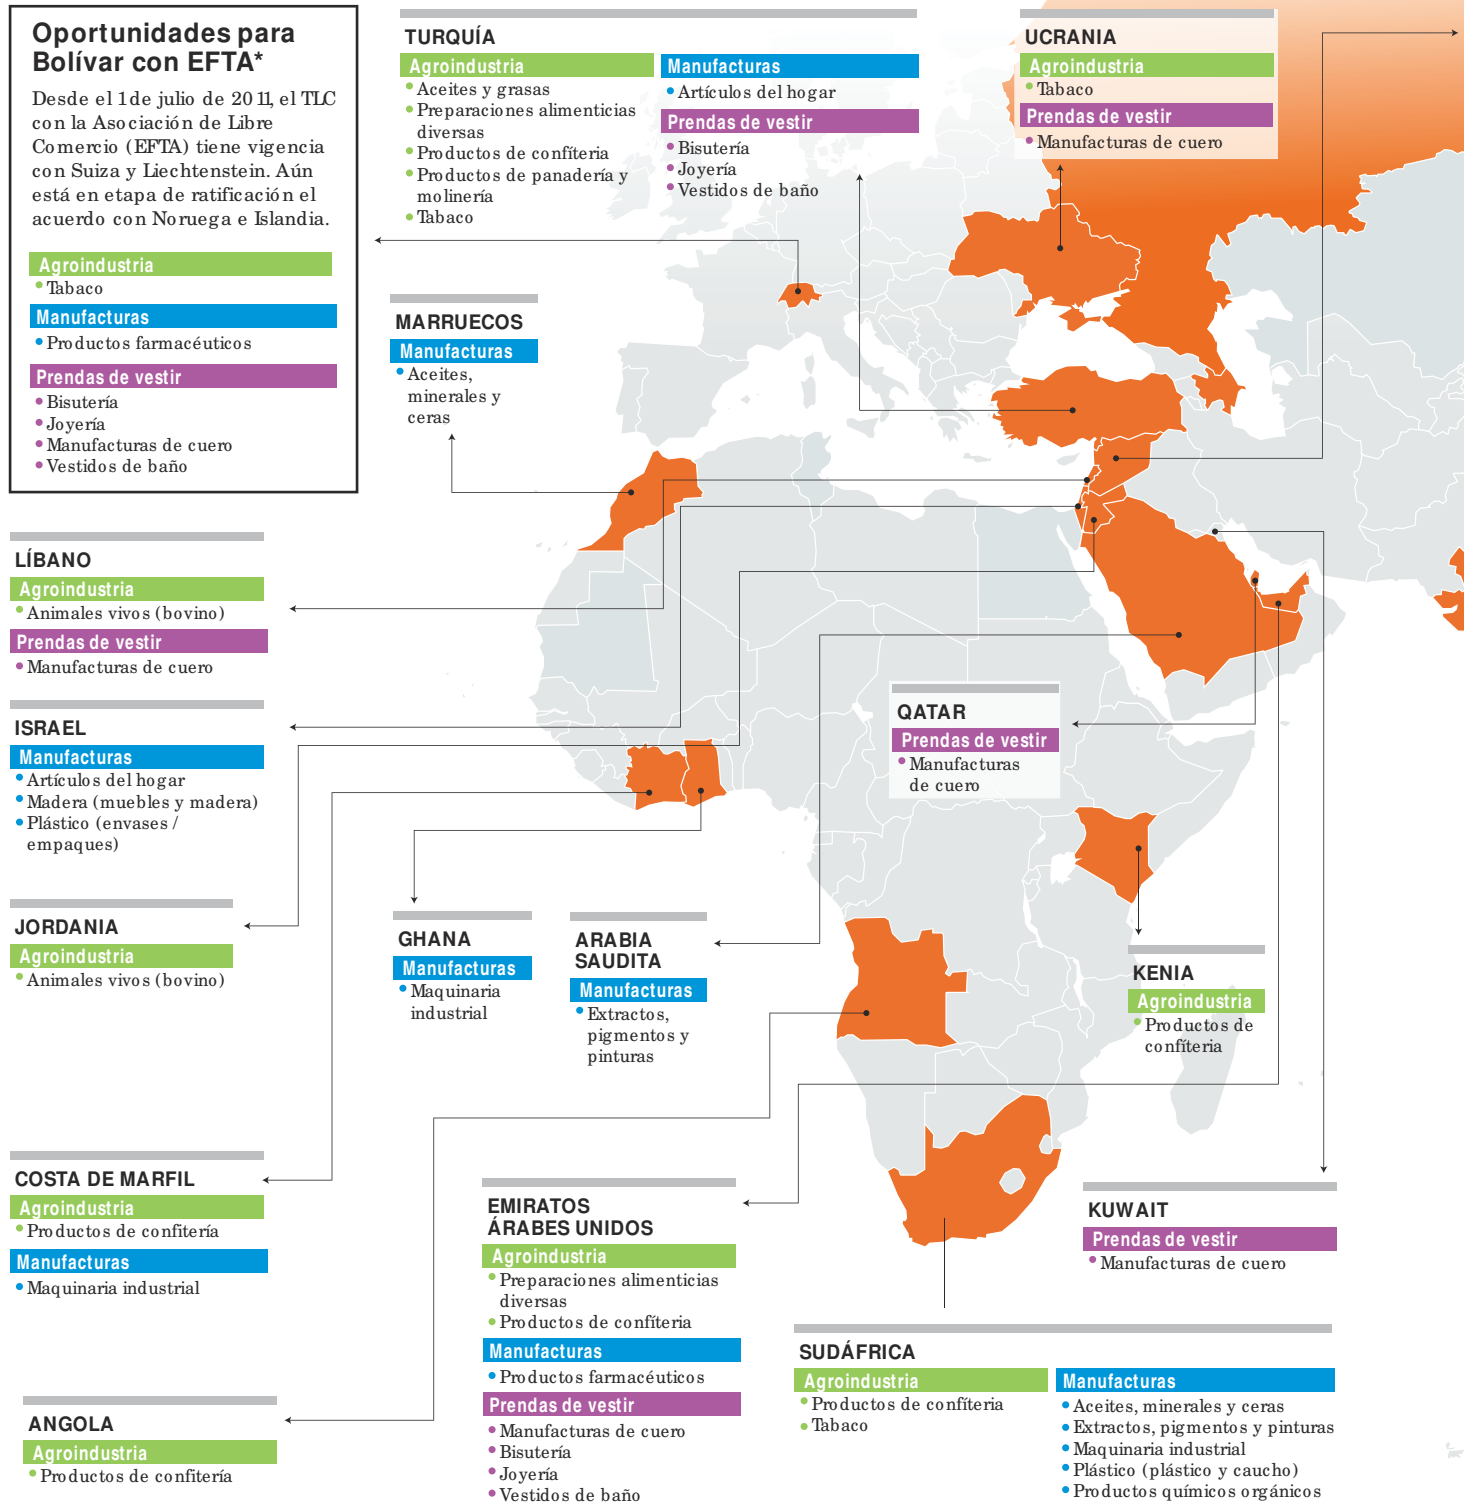 Oportunidades para
Bolívar con EFTA*
Desde el 1 de julio de 2011, el TLC
con la Asociación de Libre
Comercio (EFTA) tiene vigencia
con Suiza y Liechtenstein. Aún
está en etapa de ratificación el
acuerdo con Noruega e Islandia.
Agroindustria
• Tabaco
Manufacturas
• Productos farmacéuticos
Prendas de vestir
• Bisutería
• Joyería
• Manufacturas de cuero
• Vestidos de baño
TURQUÍA
Agroindustria
• Aceites y grasas
• Preparaciones alimenticias
diversas
• Productos de confíteria
• Productos de panadería y
molinería
• Tabaco
Manufacturas
• Artículos del hogar
Prendas de vestir
• Bisutería
• Joyería
• Vestidos de baño
UCRANIA
Agroindustria
• Tabaco
Prendas de vestir
• Manufacturas de cuero
MARRUECOS
Manufacturas
• Aceites,
minerales y
ceras
LÍBANO
Agroindustria
• Animales vivos (bovino)
Prendas de vestir
• Manufacturas de cuero
ISRAEL
Manufacturas
• Artículos del hogar
• Madera (muebles y madera)
• Plástico (envases /
empaques)
QATAR
Prendas de vestir
• Manufacturas
de cuero
JORDANIA
Agroindustria
• Animales vivos (bovino)
GHANA
Manufacturas
• Maquinaria
industrial
ARABIA
SAUDITA
Manufacturas
• Extractos,
pigmentos y
pinturas
KENIA
Agroindustria
• Productos de
confíteria
COSTA DE MARFIL
Agroindustria
• Productos de confitería
Manufacturas
• Maquinaria industrial
EMIRATOS
ÁRABES UNIDOS
Agroindustria
• Preparaciones alimenticias
diversas
• Productos de confíteria
Manufacturas
• Productos farmacéuticos
Prendas de vestir
• Manufacturas de cuero
• Bisutería
• Joyería
• Vestidos de baño
KUWAIT
Prendas de vestir
• Manufacturas de cuero
SUDÁFRICA
Agroindustria
• Productos de confíteria
• Tabaco
Manufacturas
• Aceites, minerales y ceras
• Extractos, pigmentos y pinturas
• Maquinaria industrial
• Plástico (plástico y caucho)
• Productos químicos orgánicos
ANGOLA
Agroindustria
• Productos de confitería